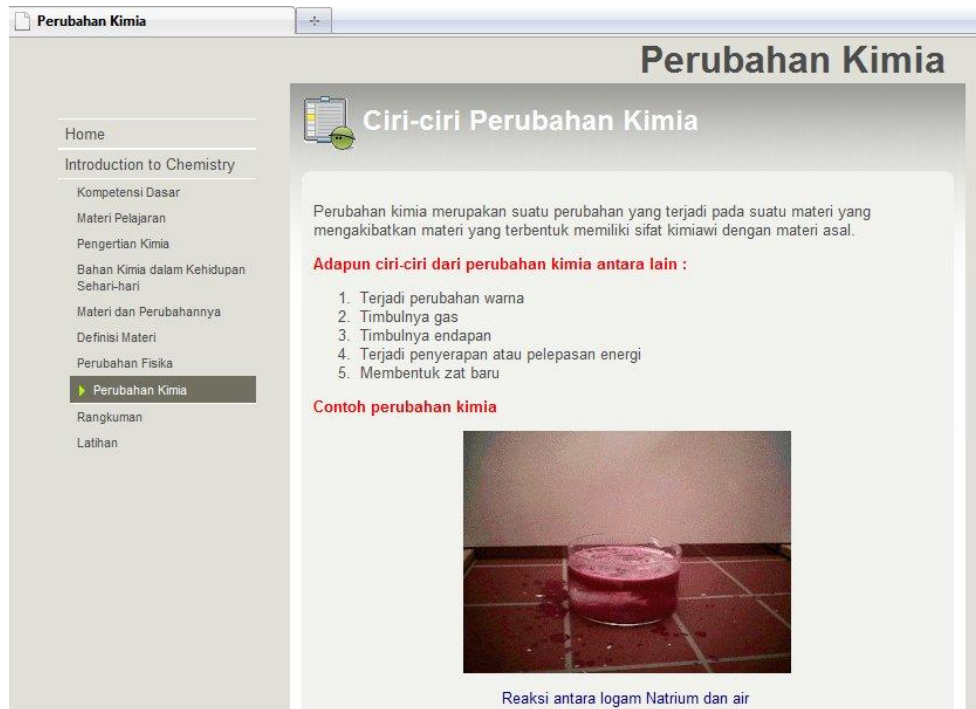 Perubahan Kimia
Perubahan Kimia
Home
Introduction to Chemistry
Kompetensi Dasar
Materi Pelajaran
Pengertian Kimia
Bahan Kimia dalam Kehidupan
Sehari-hari
Materi dan Perubahannya
Definisi Materi
Perubahan Fisika
Perubahan Kimia
Rangkuman
Latihan
Ciri-ciri Perubahan Kimia
Perubahan kimia merupakan suatu perubahan yang terjadi pada suatu materi yang
mengakibatkan materi yang terbentuk memiliki sifat kimiawi dengan materi asal.
Adapun ciri-ciri dari perubahan kimia antara lain :
1. Terjadi perubahan warna
2. Timbulnya gas
3. Timbulnya endapan
4. Terjadi penyerapan atau pelepasan energi
5. Membentuk zat baru
Contoh perubahan kimia
Reaksi antara logam Natrium dan air